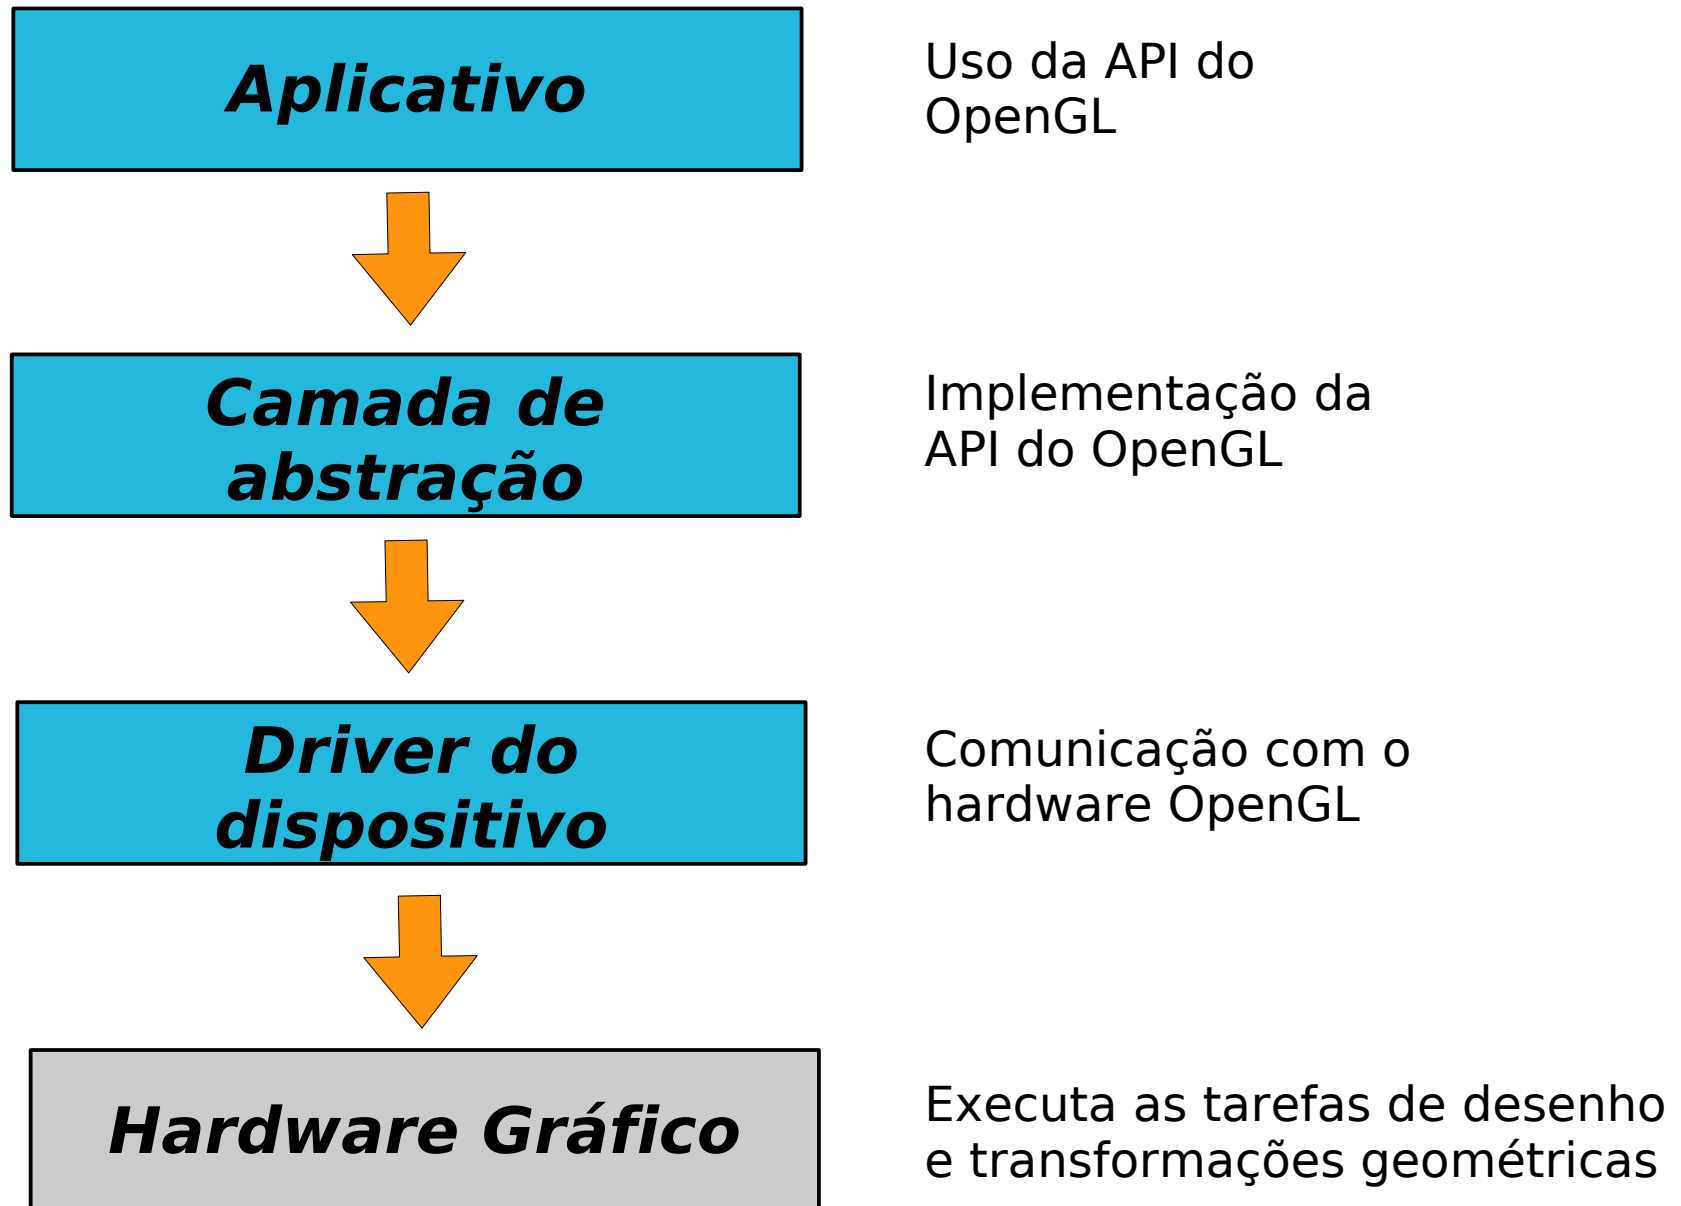 Aplicativo
Uso da API do
OpenGL
Camada de
abstração
Implementação da
API do OpenGL
Driver do
dispositivo
Comunicação com o
hardware OpenGL
Hardware Gráfico
Executa as tarefas de desenho
e transformações geométricas